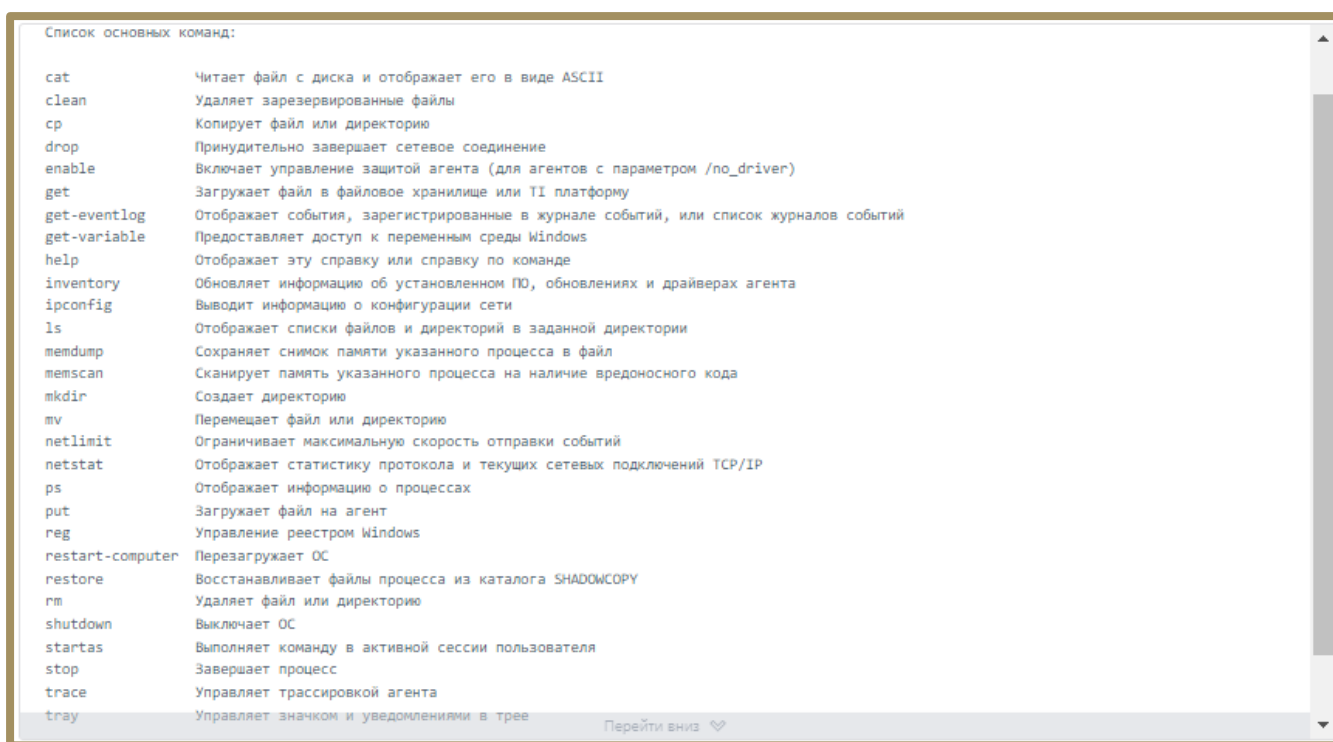 Список основных команд:
cat Читает файл с диска и отображает его в виде ASCII
clean Удаляет зарезервированные файлы
cp Копирует файл или директорию
drop Принудительно завершает сетевое соединение
enable Включает управление защитой агента (для агентов с параметром /no_driver)
get Загружает файл в файловое хранилище или TI платформу
get-eventlog Отображает события, зарегистрированные в журнале событий, или список журналов событий
get-variable Предоставляет доступ к переменным среды Windows
help Отображает эту справку или справку по команде
inventory Обновляет информацию об установленном ПО, обновлениях и драйверах агента
ipconfig Выводит информацию о конфигурации сети
ls Отображает списки файлов и директорий в заданной директории
memdump Сохраняет снимок памяти указанного процесса в файл
memscan Сканирует память указанного процесса на наличие вредоносного кода
mkdir Создает директорию
mv Перемещает файл или директорию
netlimit Ограничивает максимальную скорость отправки событий
netstat Отображает статистику протокола и текущих сетевых подключений TCP/IP
ps Отображает информацию о процессах
put Загружает файл на агент
reg Управление реестром Windows
restart-computer Перезагружает ОС
restore Восстанавливает файлы процесса из каталога SHADOWCOPY
rm Удаляет файл или директорию
shutdown Выключает ОС
startas Выполняет команду в активной сессии пользователя
stop Завершает процесс
trace Управляет трассировкой агента
tray Управляет значком и уведомлениями в трее
Перейти вниз